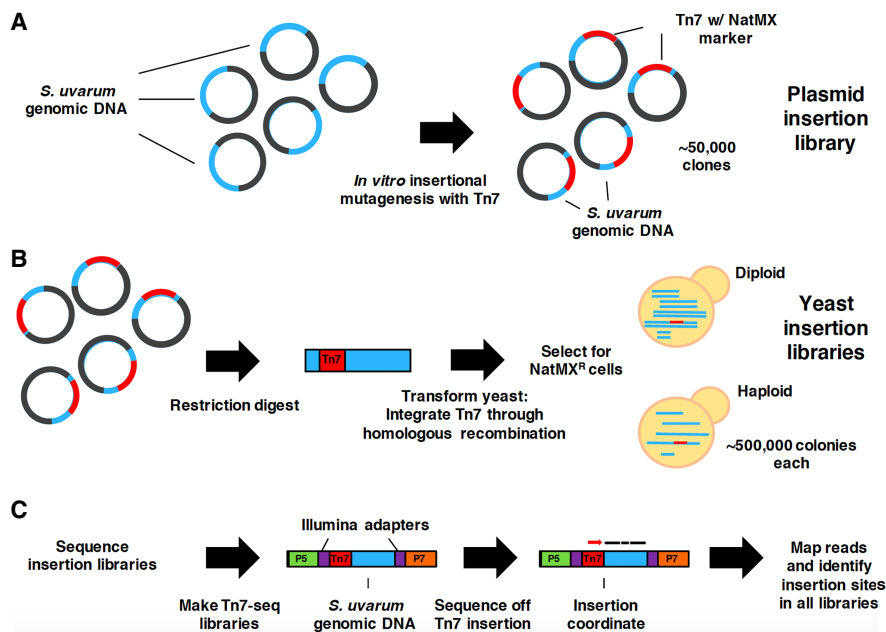 A
S. uvarum
genomic DNA
In vitro insertional
mutagenesis with Tn7
Tn7 w/ NatMX
marker
~50,000
clones
S. uvarum
genomic DNA
Plasmid
insertion
library
B
Restriction digest
Tn7
Transform yeast:
Integrate Tn7 through
homologous recombination
Select for
NatMXᴿ cells
Diploid
Haploid
~500,000 colonies
each
Yeast
insertion
libraries
C
Sequence
insertion libraries
Make Tn7-seq
libraries
Illumina adapters
P5 Tn7 P7
S. uvarum
genomic DNA
Sequence off
Tn7 insertion
P5 Tn7 P7
Insertion
coordinate
Map reads
and identify
insertion sites
in all libraries